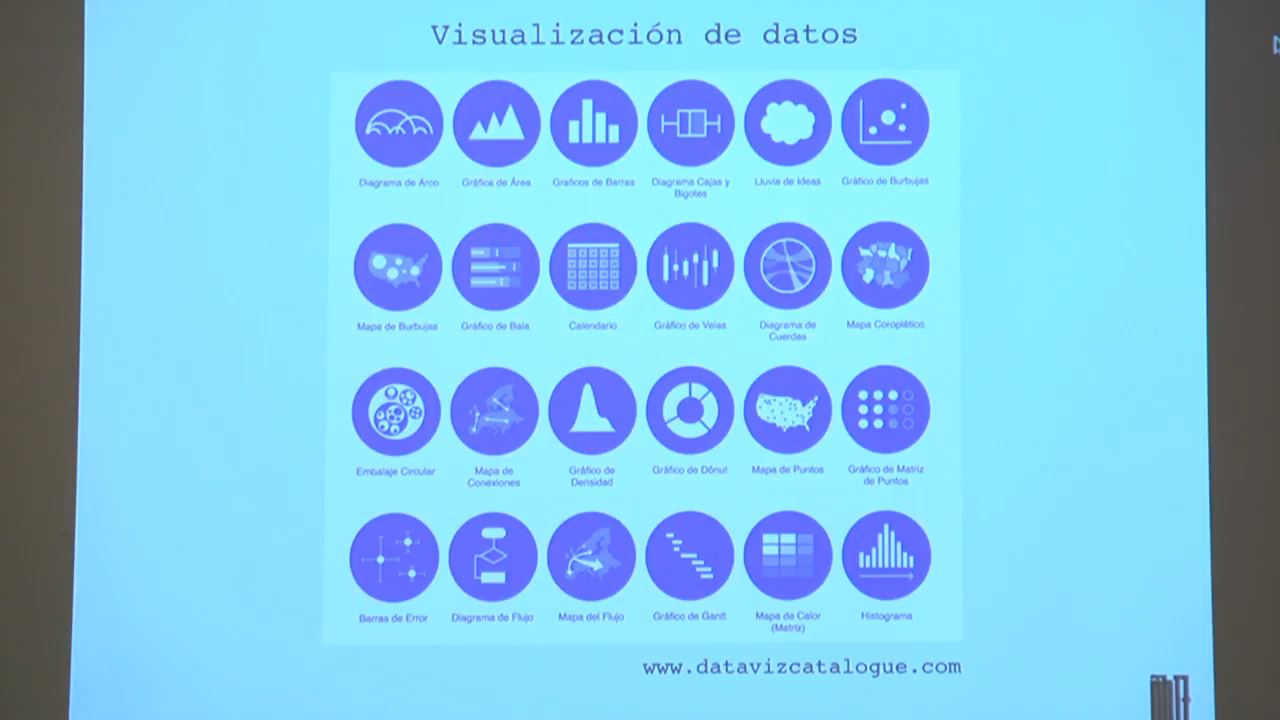 Visualización de datos
Diagrama de Arco
Gráfica de Área
Graficos de Barras
Diagrama Cajas y
Bigotes
Lluvia de Ideas
Gráfico de Burbujas
Mapa de Burbujas
Gráfico de Bala
Calendario
Gráfico de Velas
Diagrama de
Cuerdas
Mapa Coroplético
Embalaje Circular
Mapa de
Conexiones
Gráfico de
Densidad
Gráfico de Dónut
Mapa de Puntos
Gráfico de Matriz
de Puntos
Barras de Error
Diagrama de Flujo
Mapa del Flujo
Gráfico de Gantt
Mapa de Calor
(Matriz)
Histograma
www.datavizcatalogue.com